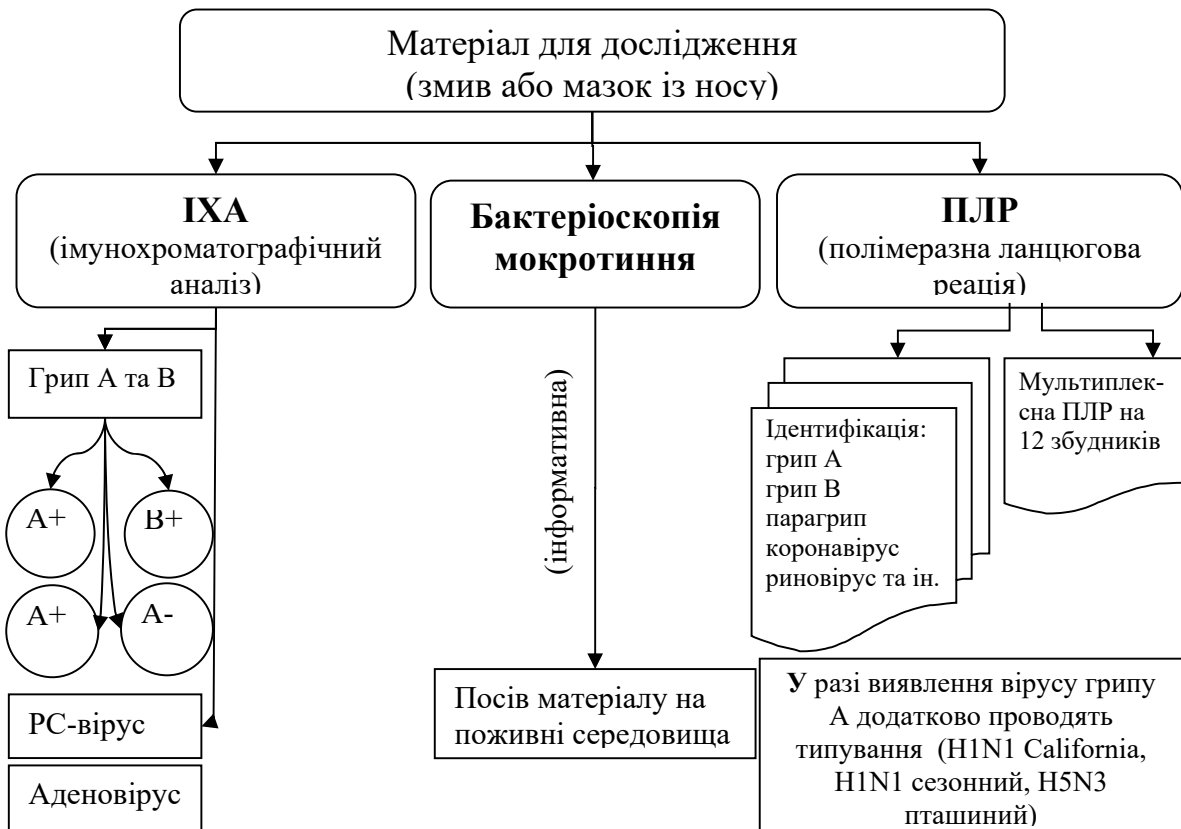 Матеріал для дослідження
(змив або мазок із носу)
ІХА
(імунохроматографічний
аналіз)
Бактеріоскопія
мокротиння
ПЛР
(полімеразна ланцюгова
реація)
Грип А та В
А+
В+
А+
А-
РС-вірус
Аденовірус
(інформативна)
Посів матеріалу на
поживні середовища
Ідентифікація:
грип А
грип В
парагрип
коронавірус
риновірус та ін.
Мультиплек-
сна ПЛР на
12 збудників
У разі виявлення вірусу грипу
А додатково проводять
типування (H1N1 California,
H1N1 сезонний, H5N3
пташиний)